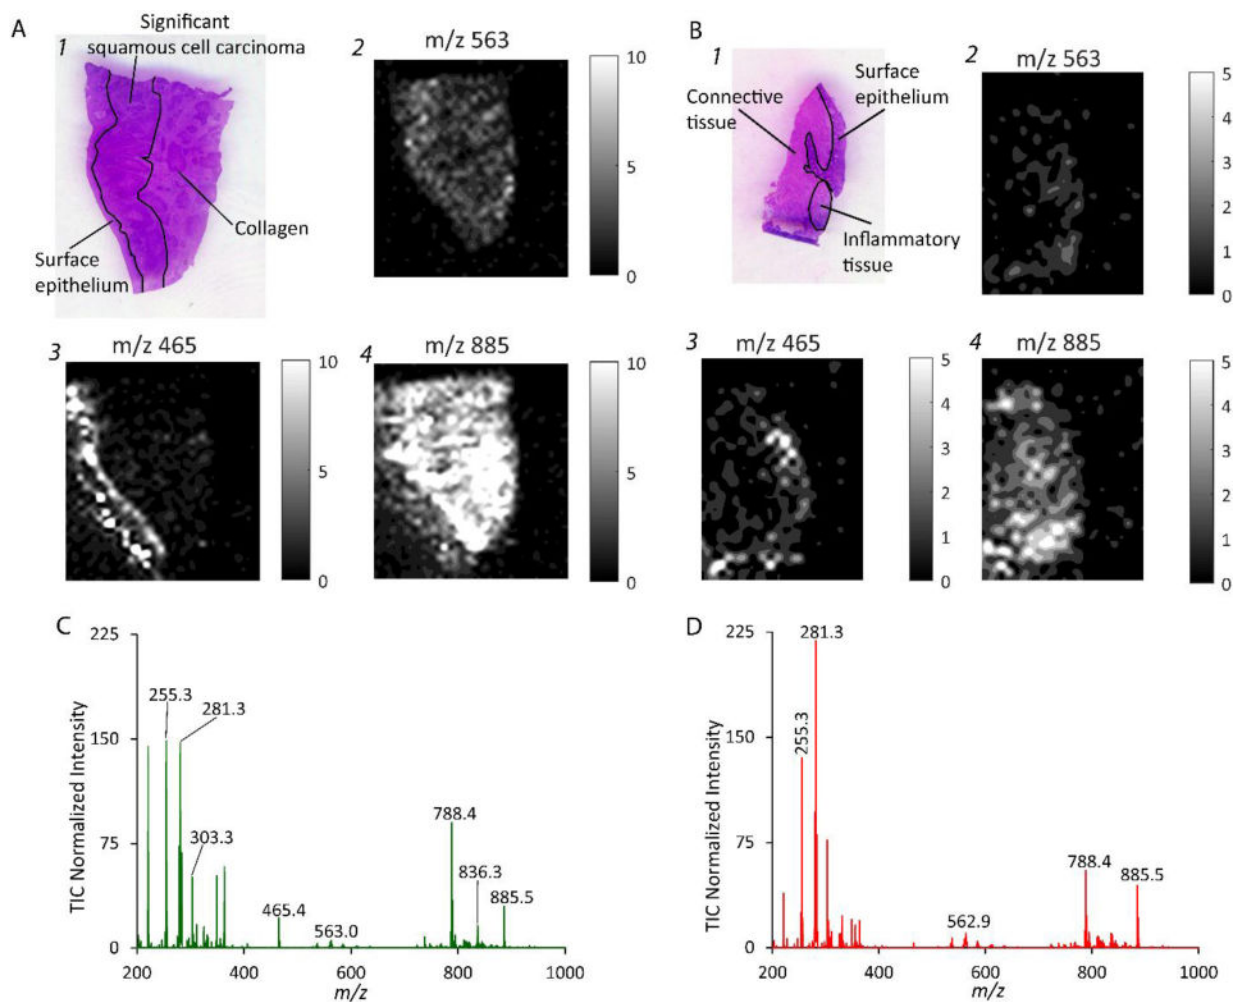 A
1
Significant
squamous cell carcinoma
Collagen
Surface
epithelium
2
m/z 563
10
5
0
3
m/z 465
10
5
0
4
m/z 885
10
5
0
B
1
Connective
tissue
Surface
epithelium
Inflammatory
tissue
2
m/z 563
5
4
3
2
1
0
3
m/z 465
5
4
3
2
1
0
4
m/z 885
5
4
3
2
1
0
C
TIC Normalized Intensity
225
150
75
0
255.3
281.3
303.3
465.4
563.0
788.4
836.3
885.5
200
400
600
800
1000
m/z
D
TIC Normalized Intensity
225
150
75
0
255.3
281.3
562.9
788.4
885.5
200
400
600
800
1000
m/z